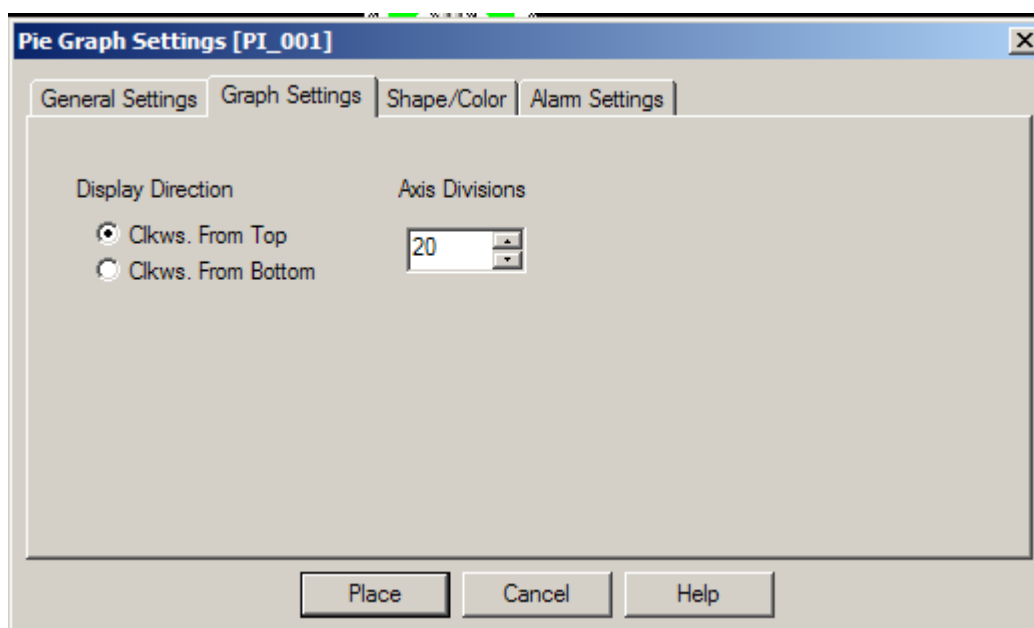 Pie Graph Settings [PI_001]
General Settings Graph Settings Shape/Color Alarm Settings
Display Direction Axis Divisions
Clkws. From Top
20
Clkws. From Bottom
Place Cancel Help